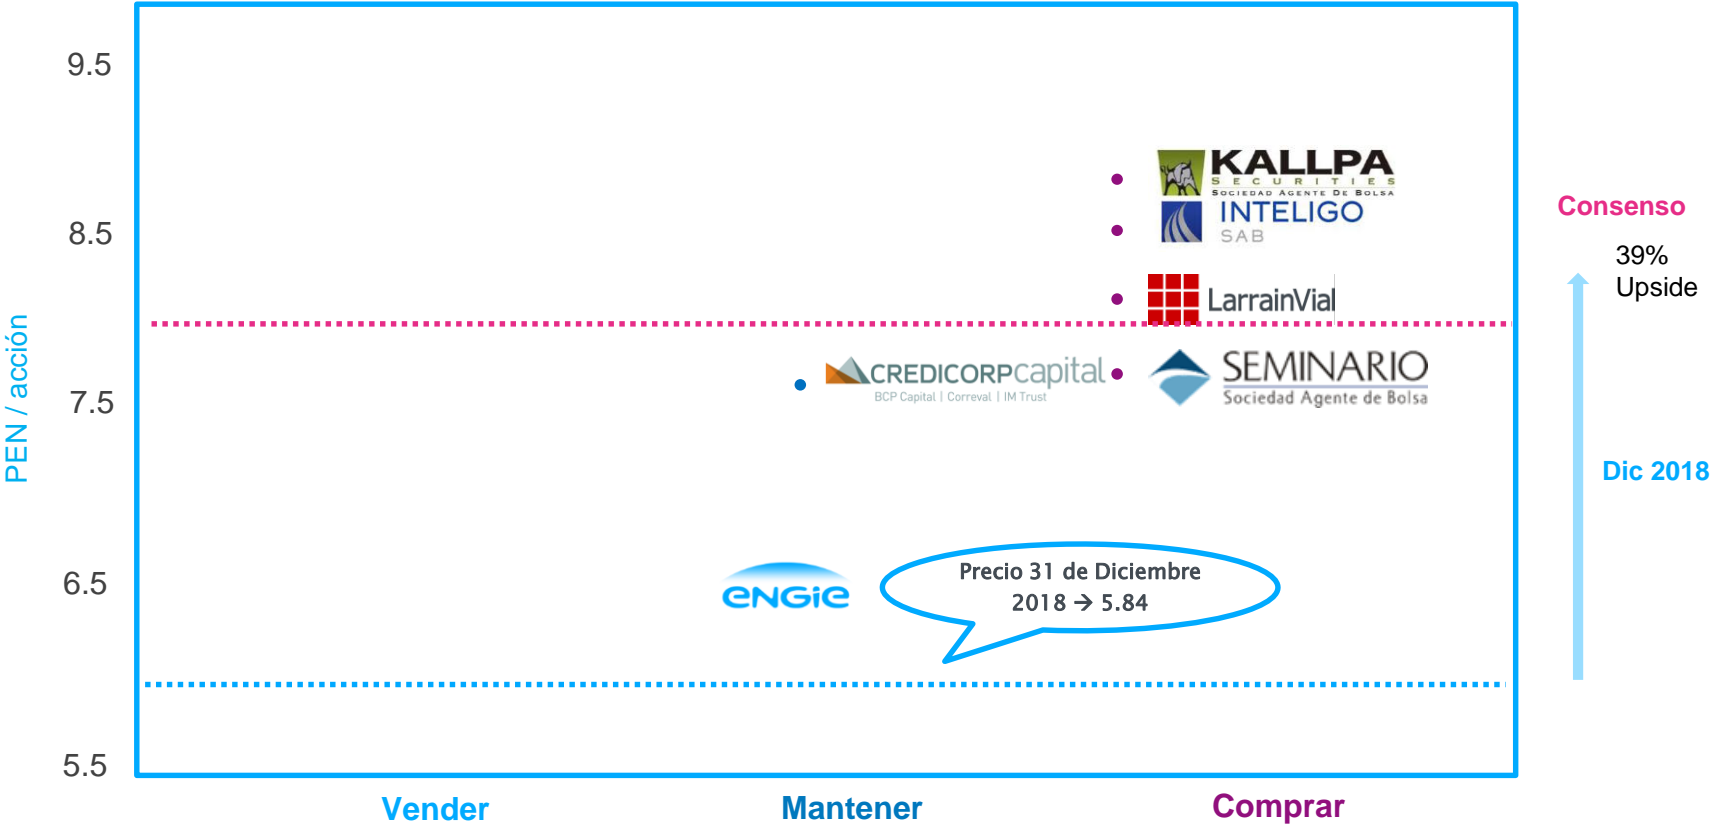 9.5
8.5
7.5
6.5
5.5
PEN / acción
KALLPA
SECURITIES
SOCIEDAD AGENTE DE BOLSA
INTELIGO
SAB
LarrainVial
CREDICORPcapital
BCP Capital | Correval | IM Trust
SEMINARIO
Sociedad Agente de Bolsa
ENGIE
Precio 31 de Diciembre
2018 → 5.84
Consenso
39%
Upside
Dic 2018
Vender
Mantener
Comprar